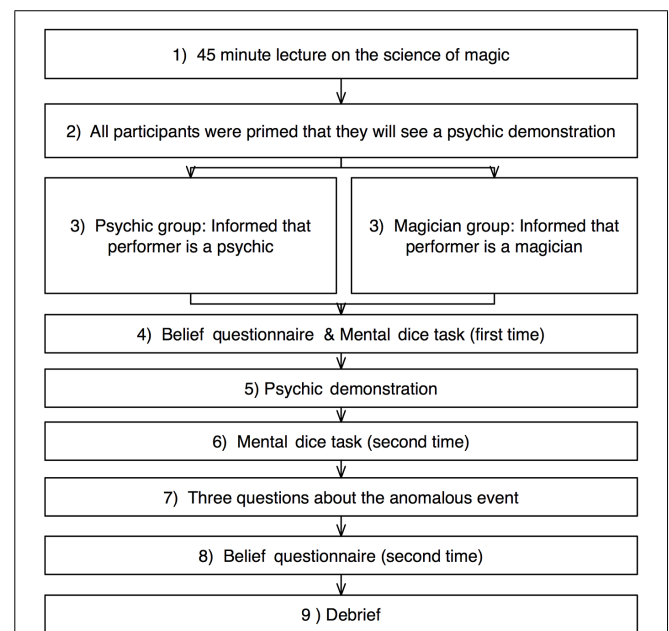 1) 45 minute lecture on the science of magic
2) All participants were primed that they will see a psychic demonstration
3) Psychic group: Informed that
performer is a psychic
3) Magician group: Informed that
performer is a magician
4) Belief questionnaire & Mental dice task (first time)
5) Psychic demonstration
6) Mental dice task (second time)
7) Three questions about the anomalous event
8) Belief questionnaire (second time)
9 ) Debrief